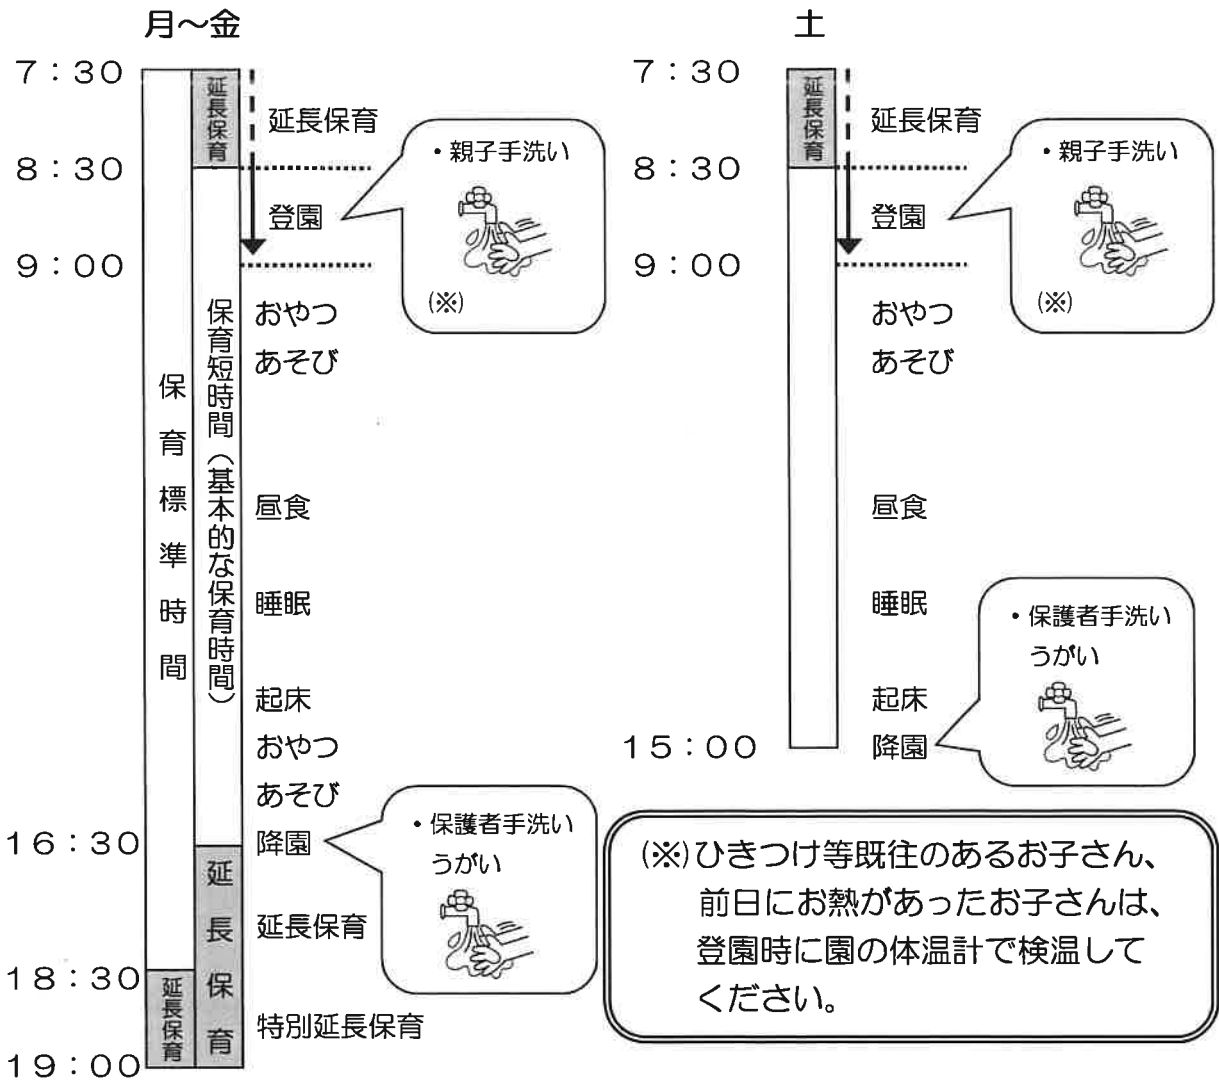 月～金
7：30
延長保育
延長保育
8：30
登園
・親子手洗い
(※)
9：00
おやつ
あそび
保育標準時間
保育短時間（基本的な保育時間）
昼食
睡眠
起床
おやつ
あそび
16：30
降園
・保護者手洗い
うがい
延長保育
延長保育
18：30
延長保育
特別延長保育
19：00
土
7：30
延長保育
延長保育
8：30
登園
・親子手洗い
(※)
9：00
おやつ
あそび
昼食
睡眠
起床
15：00
降園
・保護者手洗い
うがい
(※)ひきつけ等既往のあるお子さん、
前日にお熱があったお子さんは、
登園時に園の体温計で検温して
ください。